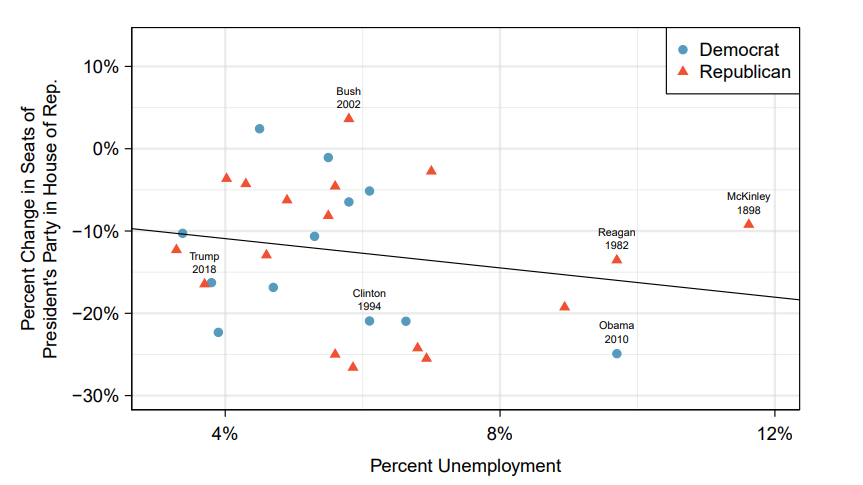 Percent Change in Seats of
President's Party in House of Rep.
10%
0%
−10%
−20%
−30%
Democrat
Republican
Bush
2002
McKinley
1898
Reagan
1982
Trump
2018
Clinton
1994
Obama
2010
4%
8%
12%
Percent Unemployment